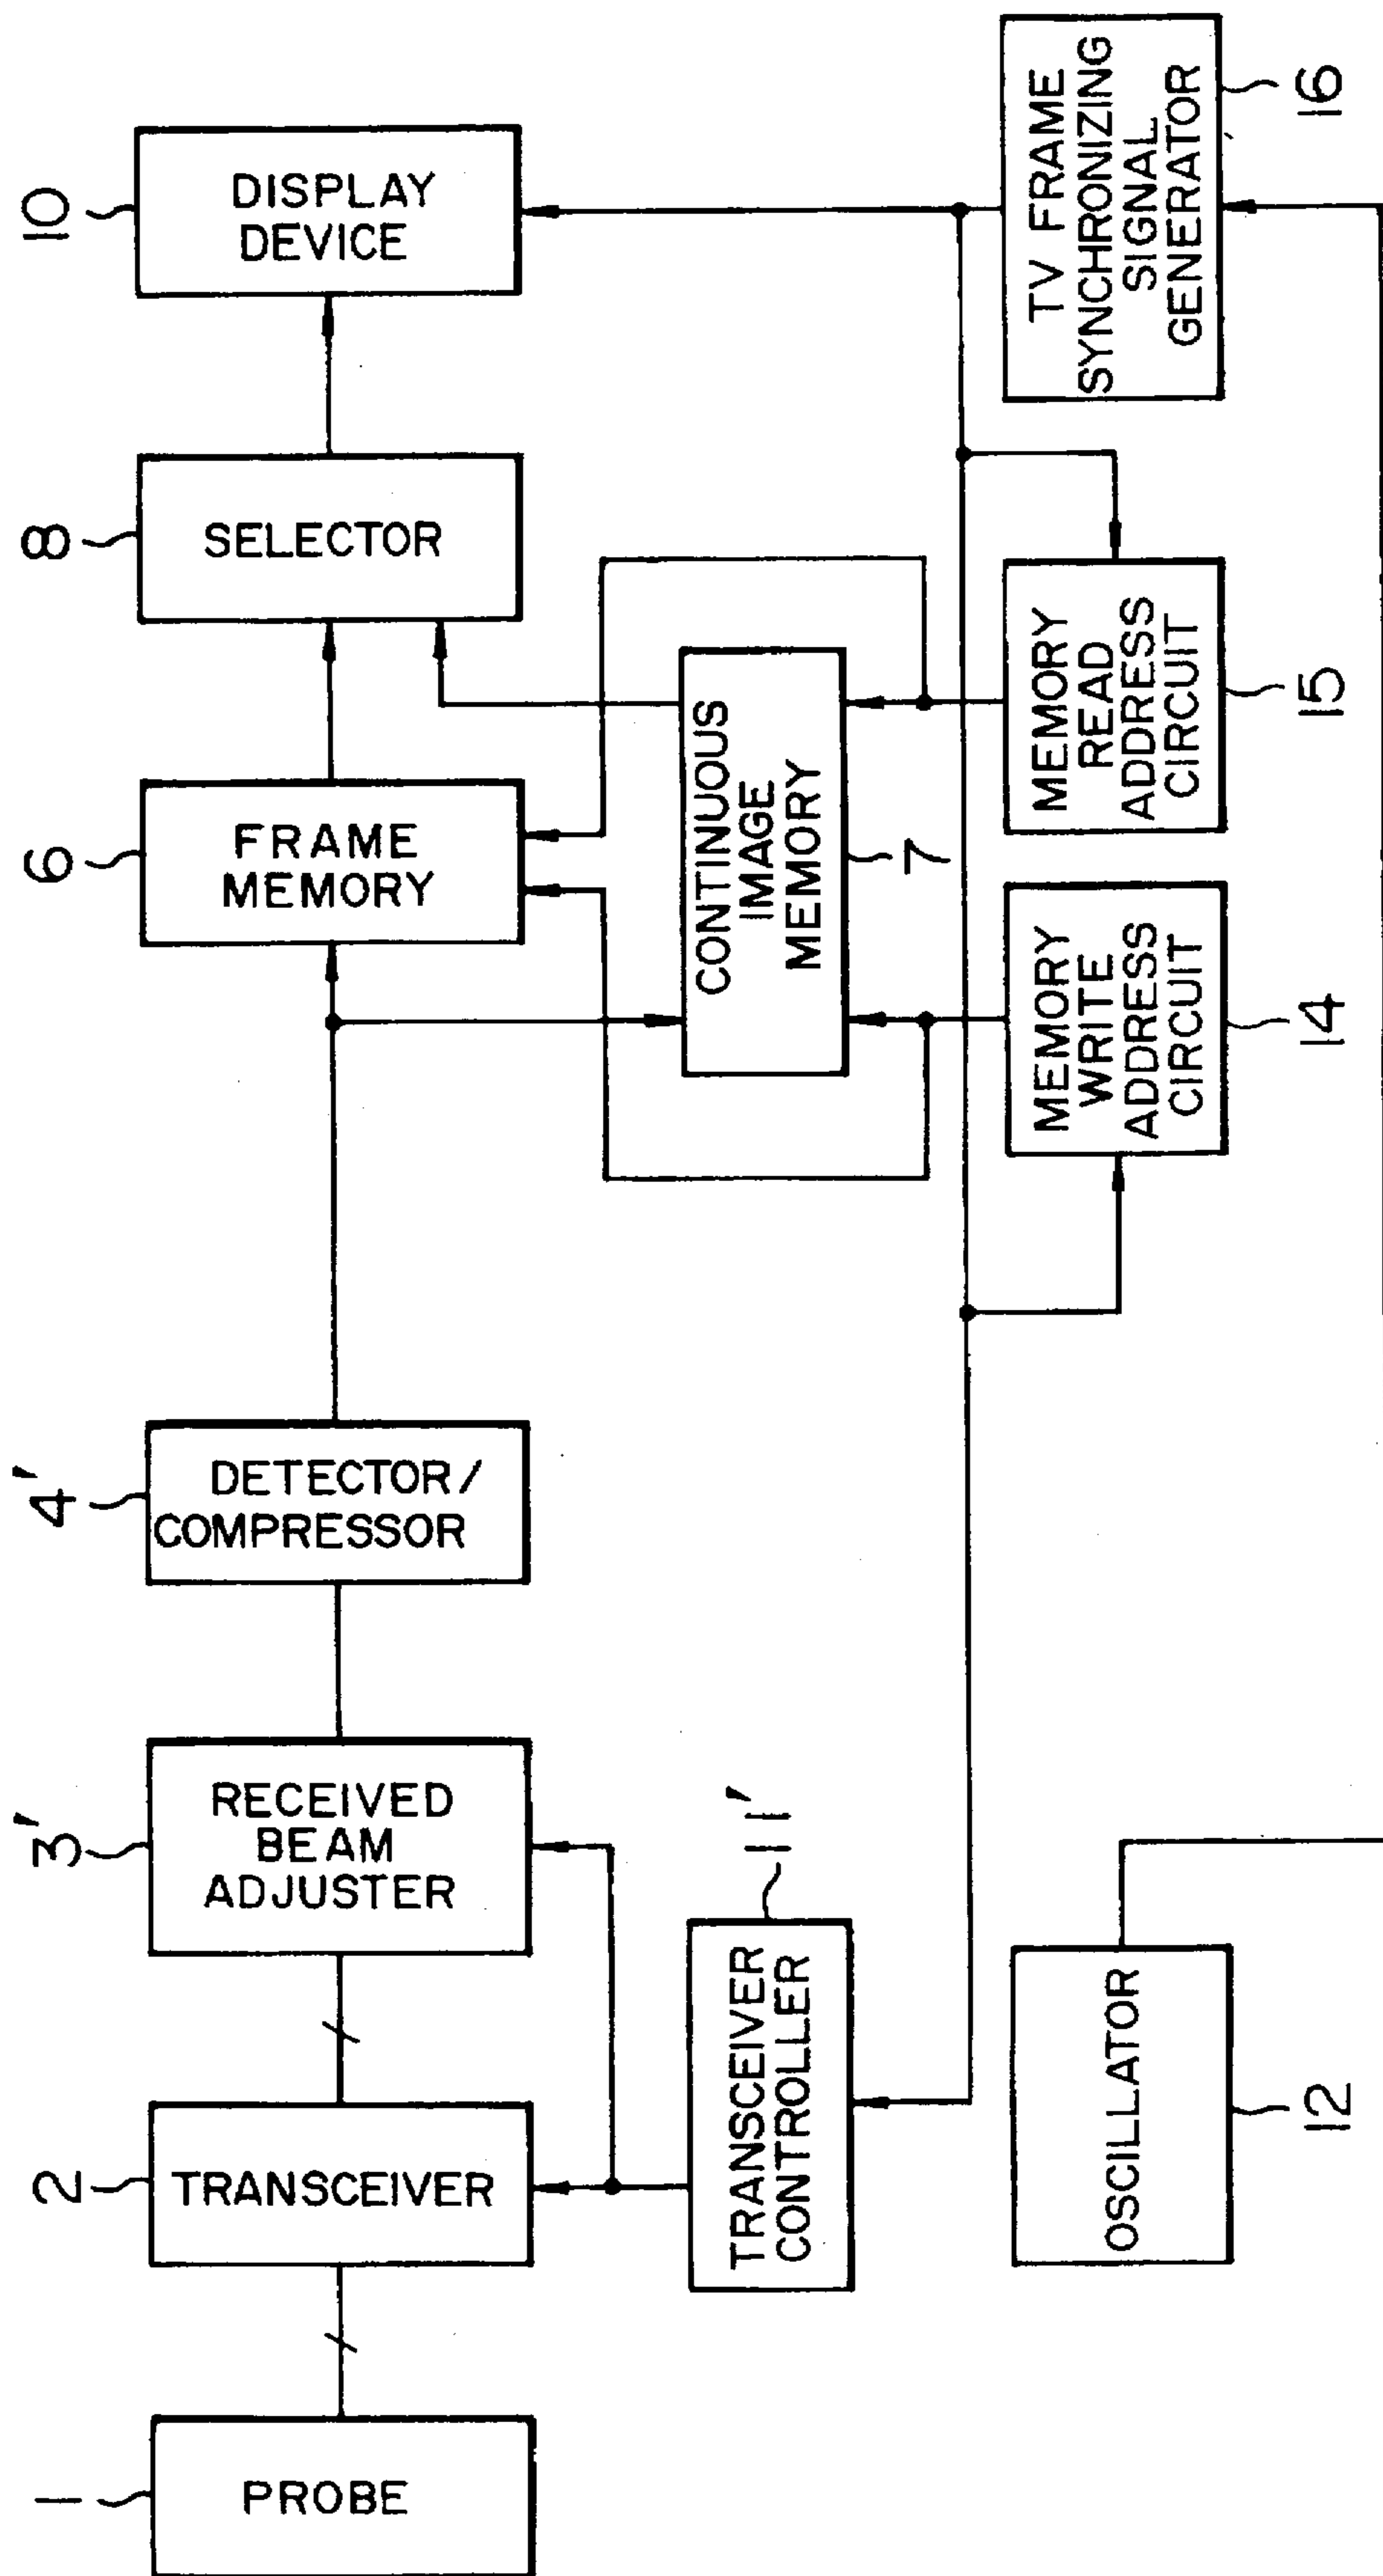 1
PROBE
2
TRANSCEIVER
3'
RECEIVED
BEAM
ADJUSTER
4'
DETECTOR/
COMPRESSOR
6
FRAME
MEMORY
8
SELECTOR
10
DISPLAY
DEVICE
TRANSCEIVER
CONTROLLER
11'
CONTINUOUS
IMAGE
MEMORY
7
OSCILLATOR
12
MEMORY
WRITE
ADDRESS
CIRCUIT
14
MEMORY
READ
ADDRESS
CIRCUIT
15
TV FRAME
SYNCHRONIZING
SIGNAL
GENERATOR
16